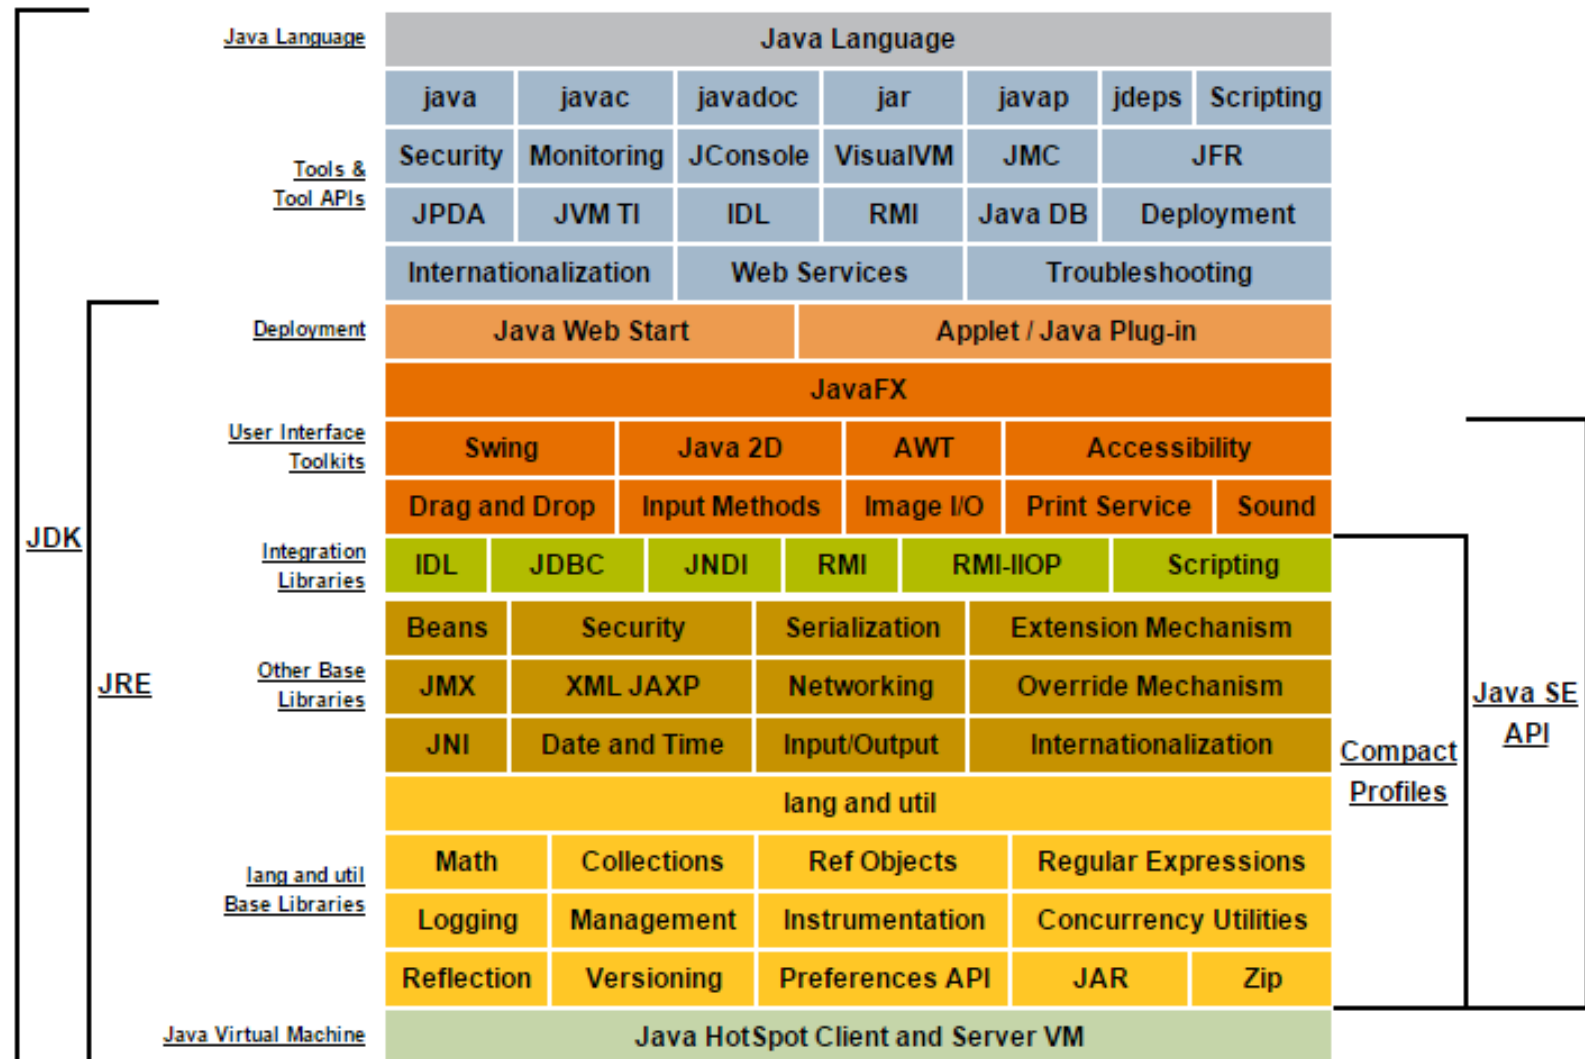 Java Language
Java Language
java javac javadoc jar javap jdeps Scripting
Security Monitoring JConsole VisualVM JMC JFR
Tools &
Tool APIs
JPDA JVM TI IDL RMI Java DB Deployment
Internationalization Web Services Troubleshooting
Deployment
Java Web Start Applet / Java Plug-in
JavaFX
User Interface
Toolkits
Swing Java 2D AWT Accessibility
Drag and Drop Input Methods Image I/O Print Service Sound
JDK
Integration
Libraries
IDL JDBC JNDI RMI RMI-IIOP Scripting
Beans Security Serialization Extension Mechanism
JRE
Other Base
Libraries
JMX XML JAXP Networking Override Mechanism
Java SE
API
JNI Date and Time Input/Output Internationalization
Compact
Profiles
lang and util
lang and util
Base Libraries
Math Collections Ref Objects Regular Expressions
Logging Management Instrumentation Concurrency Utilities
Reflection Versioning Preferences API JAR Zip
Java Virtual Machine
Java HotSpot Client and Server VM